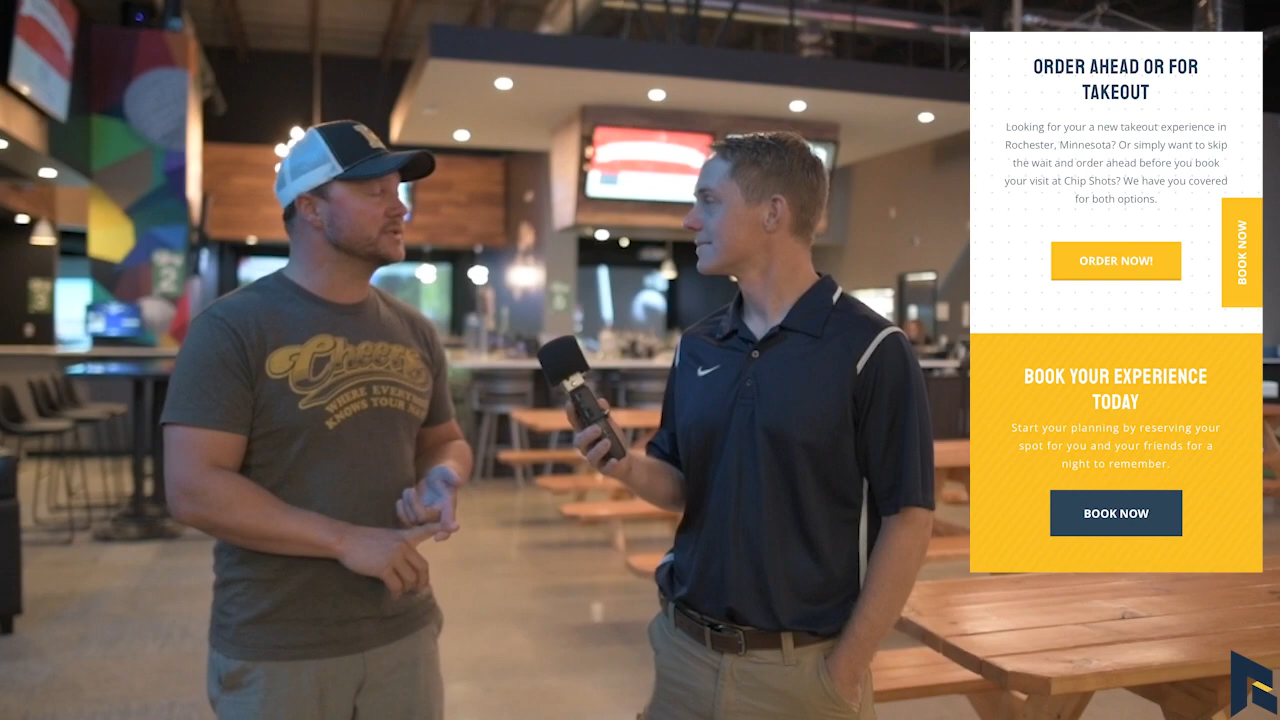 ORDER AHEAD OR FOR
TAKEOUT
Looking for your a new takeout experience in
Rochester, Minnesota? Or simply want to skip
the wait and order ahead before you book
your visit at Chip Shots? We have you covered
for both options.
ORDER NOW!
BOOK NOW
BOOK YOUR EXPERIENCE
TODAY
Start your planning by reserving your
spot for you and your friends for a
night to remember.
BOOK NOW
Cheers
WHERE EVERY
KNOWS YOUR